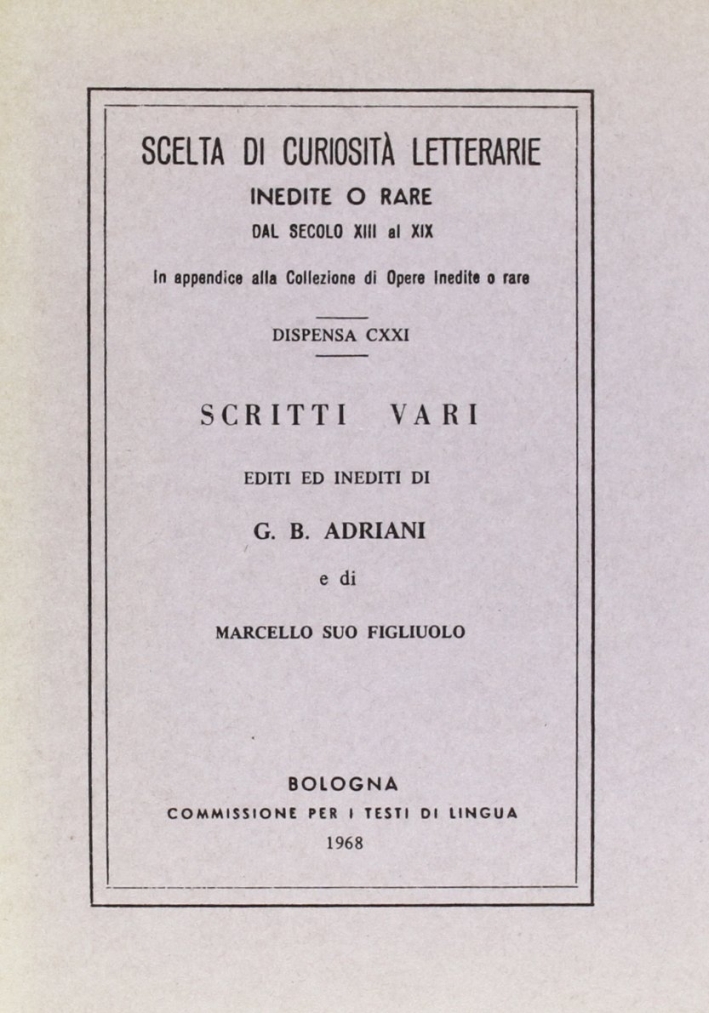 SCELTA DI CURIOSITÀ LETTERARIE
INEDITE O RARE
DAL SECOLO XIII al XIX
In appendice alla Collezione di Opere Inedite o rare
DISPENSA CXXI
SCRITTI VARI
EDITI ED INEDITI DI
G. B. ADRIANI
e di
MARCELLO SUO FIGLIUOLO
BOLOGNA
COMMISSIONE PER I TESTI DI LINGUA
1968